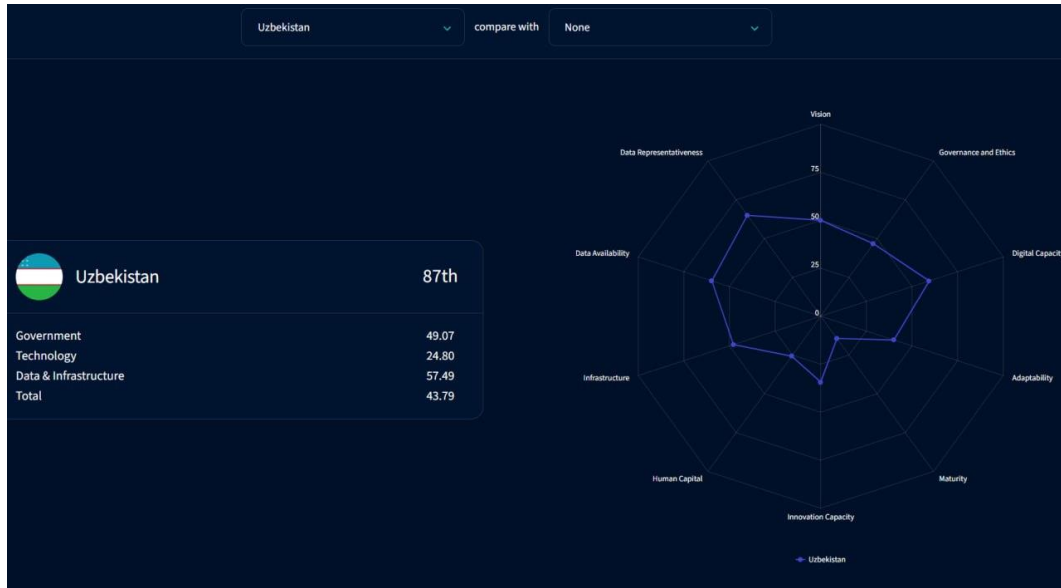 Uzbekistan compare with None
Uzbekistan 87th
Government 49.07
Technology 24.80
Data & Infrastructure 57.49
Total 43.79
Vision
Data Representativeness
Governance and Ethics
75
50
Data Availability
Digital Capacit
25
0
Infrastructure
Adaptability
Human Capital
Maturity
Innovation Capacity
Uzbekistan